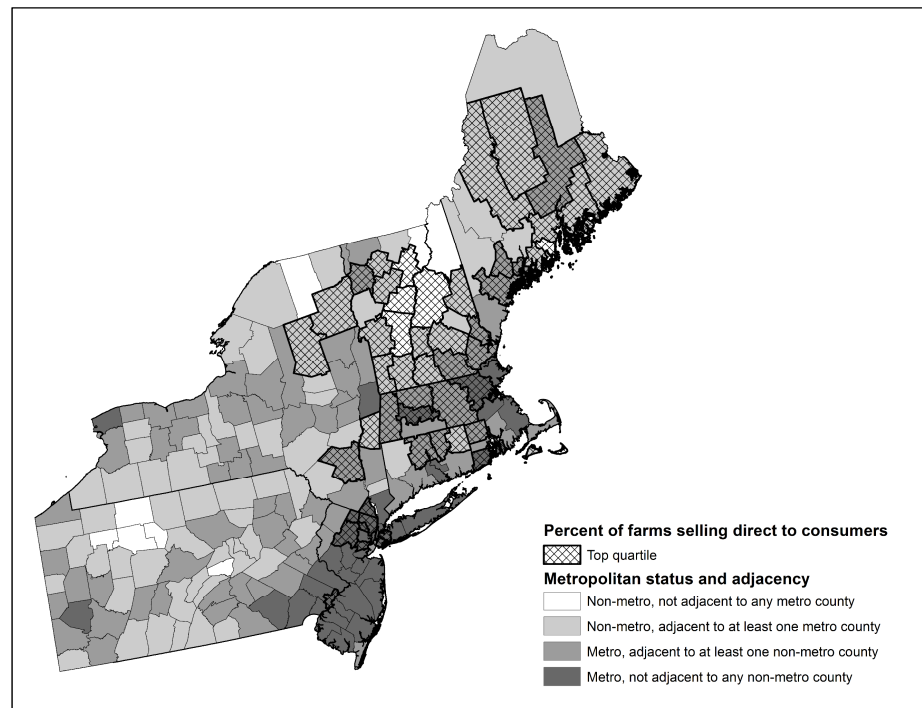 Percent of farms selling direct to consumers
Top quartile
Metropolitan status and adjacency
Non-metro, not adjacent to any metro county
Non-metro, adjacent to at least one metro county
Metro, adjacent to at least one non-metro county
Metro, not adjacent to any non-metro county